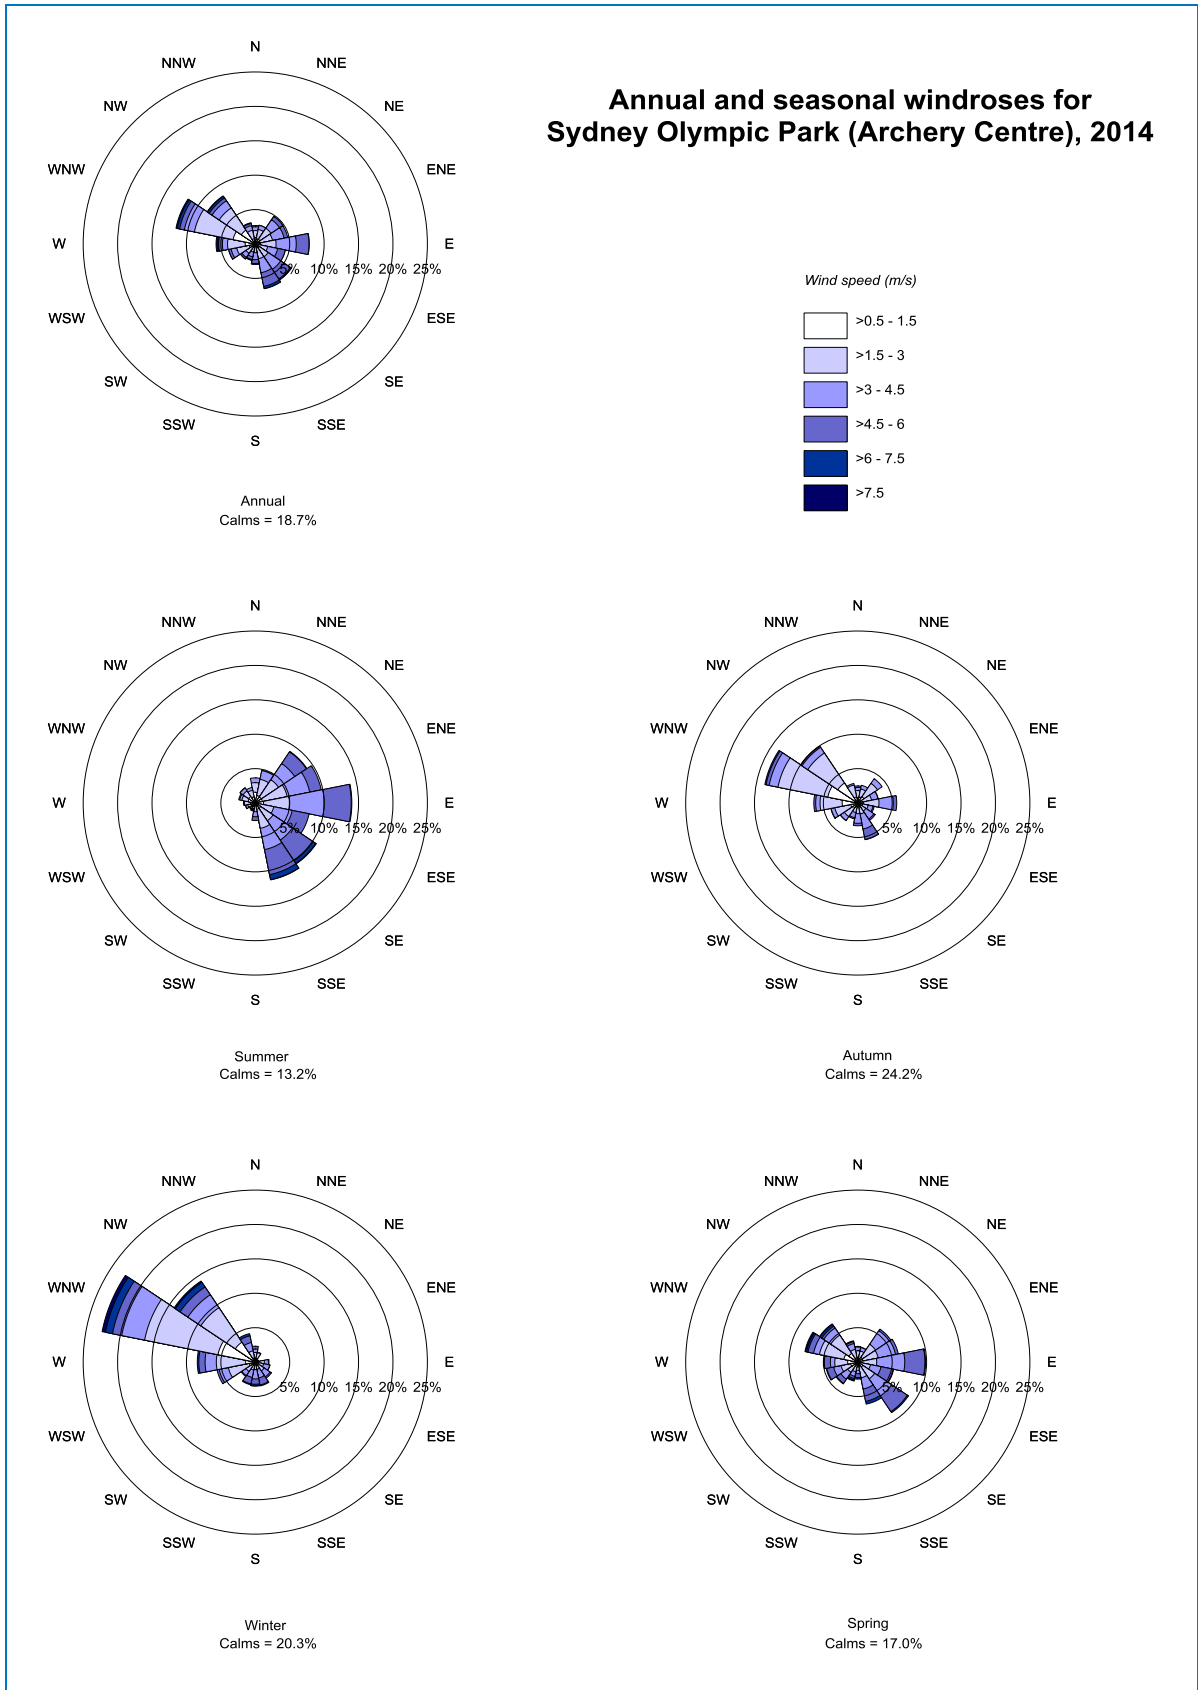 Annual and seasonal windroses for
Sydney Olympic Park (Archery Centre), 2014
N
NNW NNE
NW NE
WNW ENE
W E
5% 10% 15% 20% 25%
WSW ESE
SW SE
SSW SSE
S
Annual
Calms = 18.7%
Wind speed (m/s)
>0.5 - 1.5
>1.5 - 3
>3 - 4.5
>4.5 - 6
>6 - 7.5
>7.5
N
NNW NNE
NW NE
WNW ENE
W E
5% 10% 15% 20% 25%
WSW ESE
SW SE
SSW SSE
S
Summer
Calms = 13.2%
N
NNW NNE
NW NE
WNW ENE
W E
5% 10% 15% 20% 25%
WSW ESE
SW SE
SSW SSE
S
Autumn
Calms = 24.2%
N
NNW NNE
NW NE
WNW ENE
W E
5% 10% 15% 20% 25%
WSW ESE
SW SE
SSW SSE
S
Winter
Calms = 20.3%
N
NNW NNE
NW NE
WNW ENE
W E
5% 10% 15% 20% 25%
WSW ESE
SW SE
SSW SSE
S
Spring
Calms = 17.0%